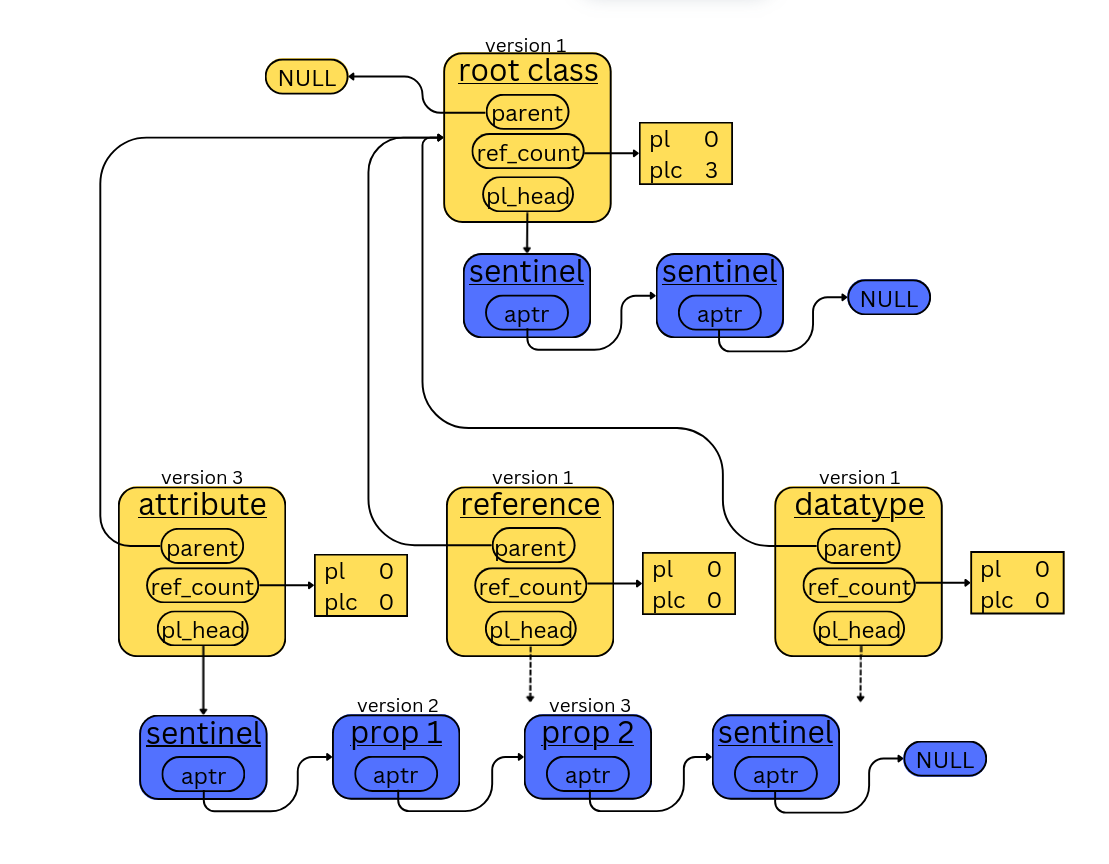 version 1
root class
NULL
parent
ref_count
pl 0
plc 3
pl_head
sentinel
aptr
sentinel
aptr
NULL
version 3
attribute
parent
ref_count
pl 0
plc 0
pl_head
version 1
reference
parent
ref_count
pl 0
plc 0
pl_head
version 1
datatype
parent
ref_count
pl 0
plc 0
pl_head
sentinel
aptr
version 2
prop 1
aptr
version 3
prop 2
aptr
sentinel
aptr
NULL